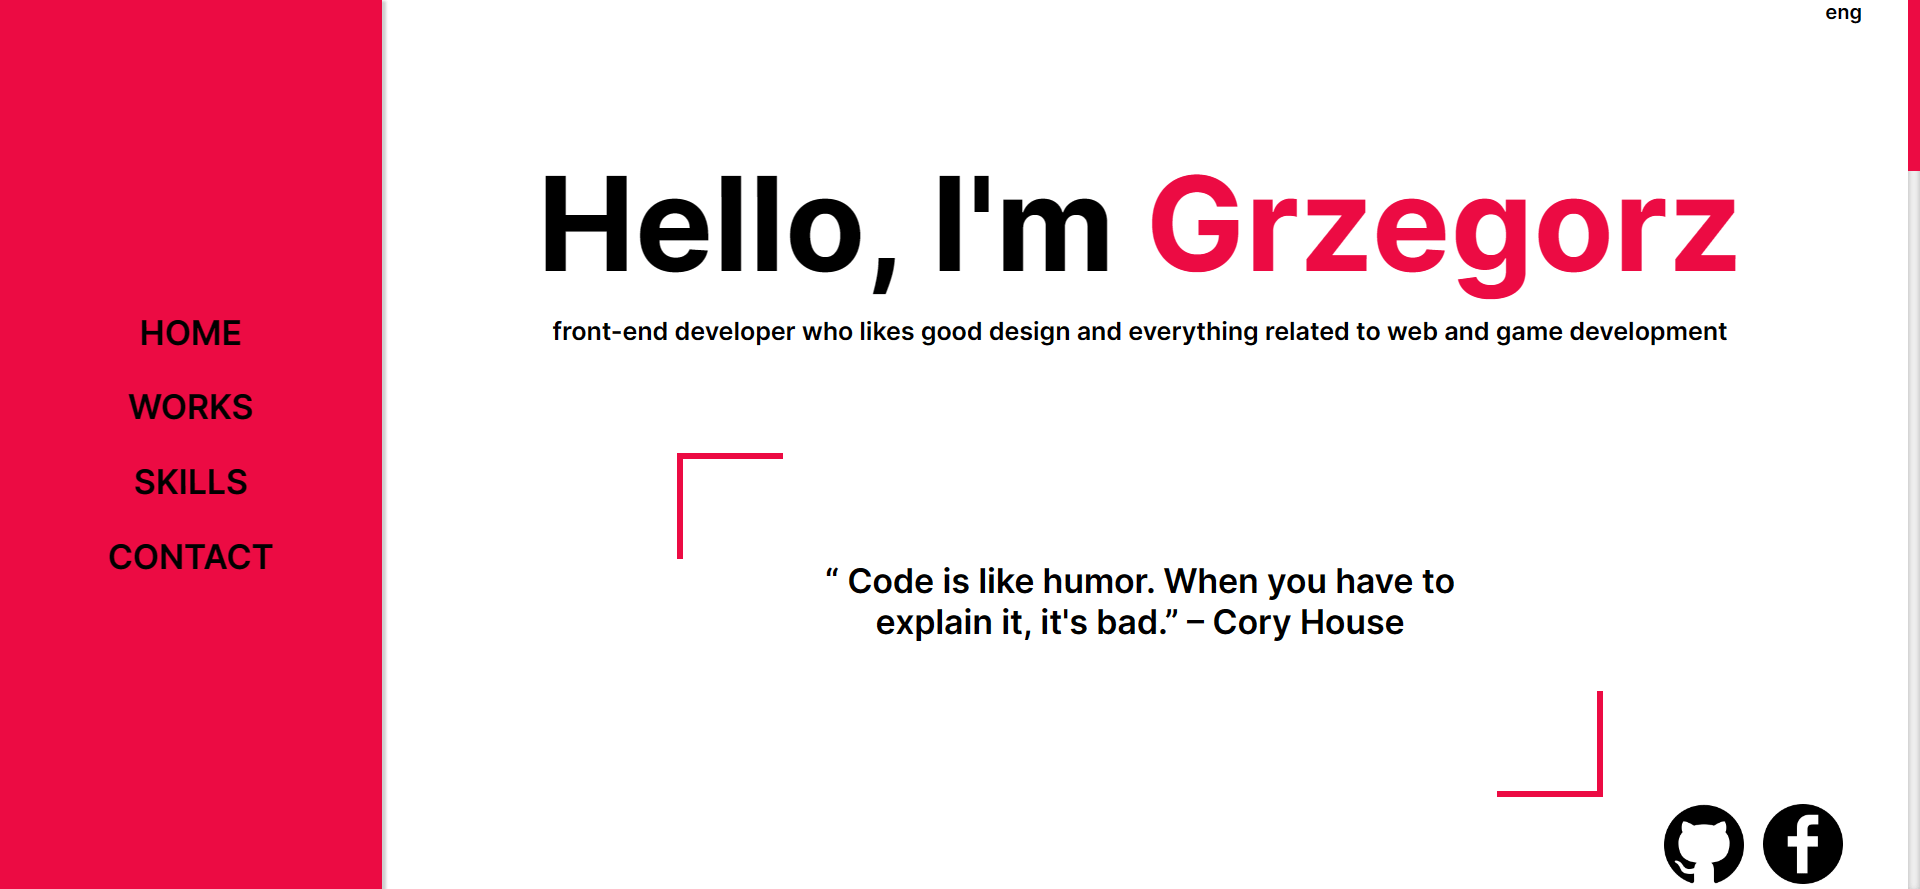 eng
HOME
WORKS
SKILLS
CONTACT
Hello, I'm Grzegorz
front-end developer who likes good design and everything related to web and game development
“ Code is like humor. When you have to
explain it, it's bad.” – Cory House